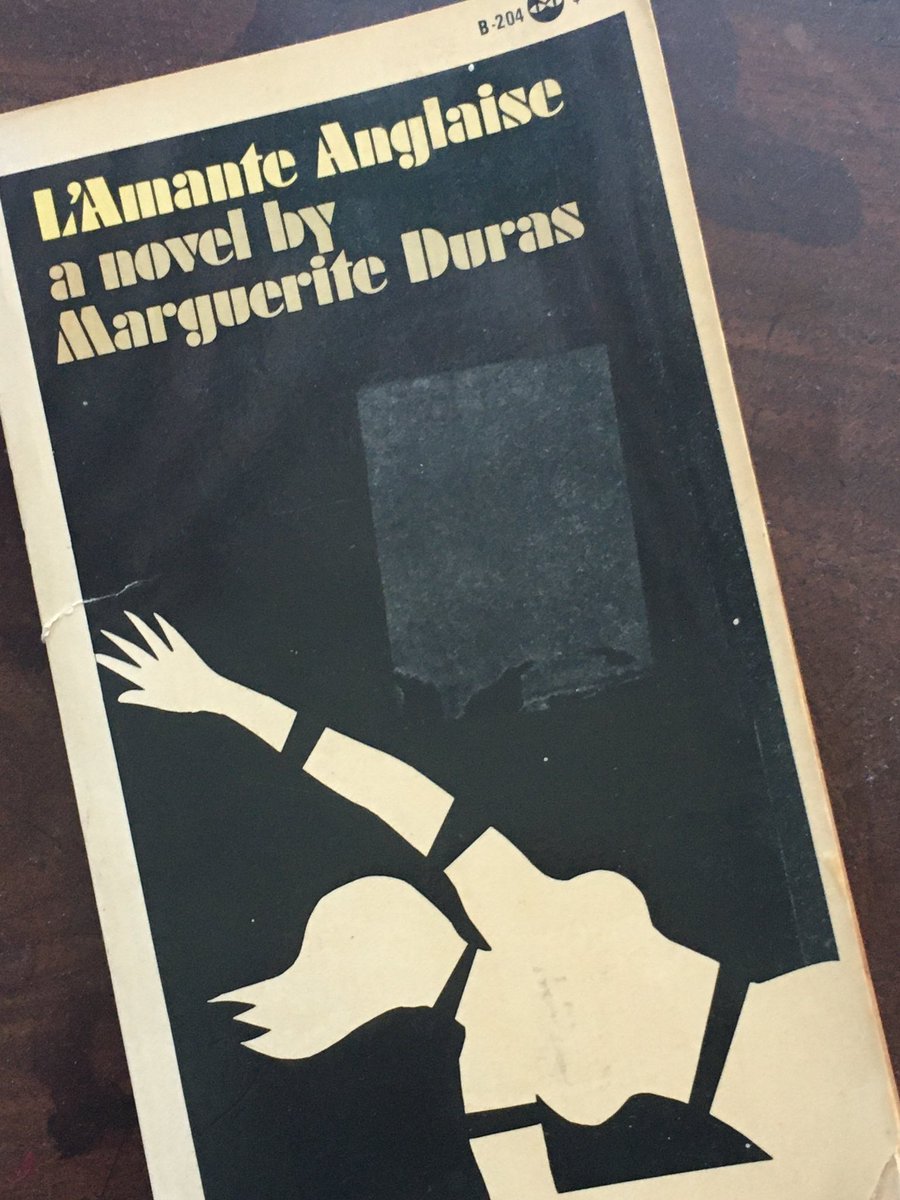 B-204
L'Amante Anglaise
a novel by
Marguerite Duras